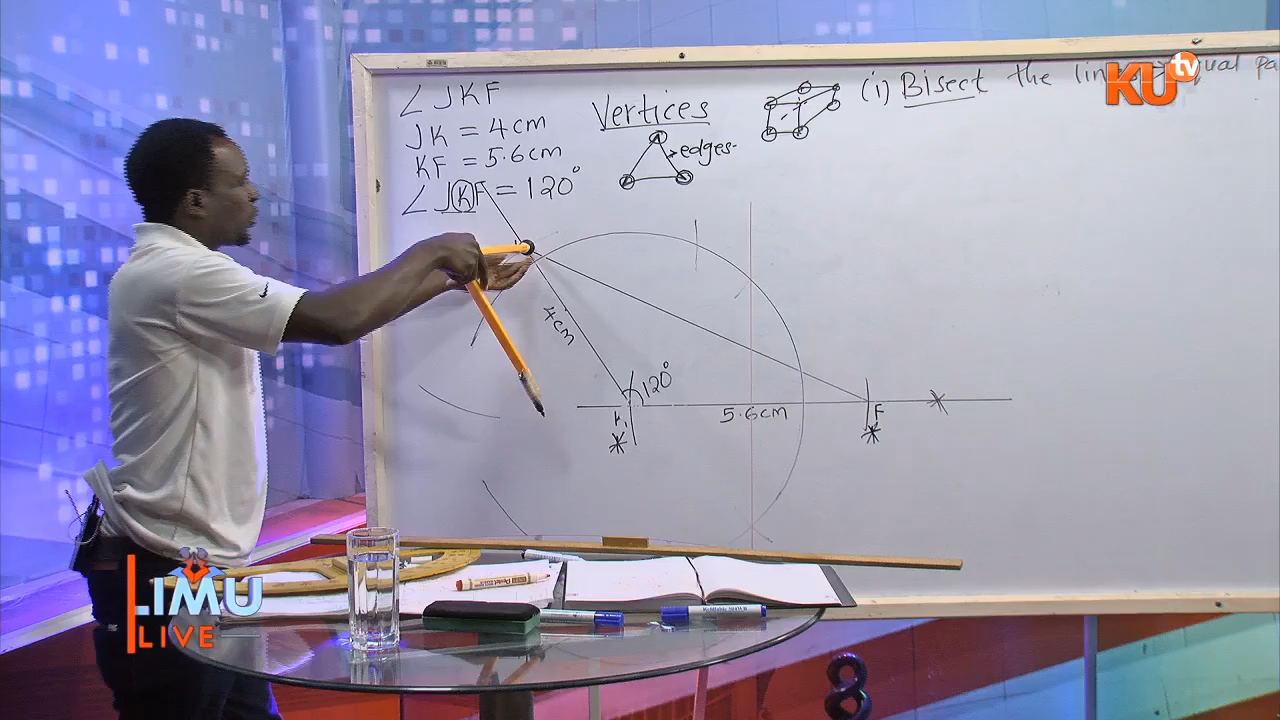 ∠ JKF
JK = 4cm
KF = 5.6cm
∠ JKF = 120°
Vertices
edges
(i) Bisect the line
KU tv
4cm
120°
5.6cm
F
LIMU
LIVE